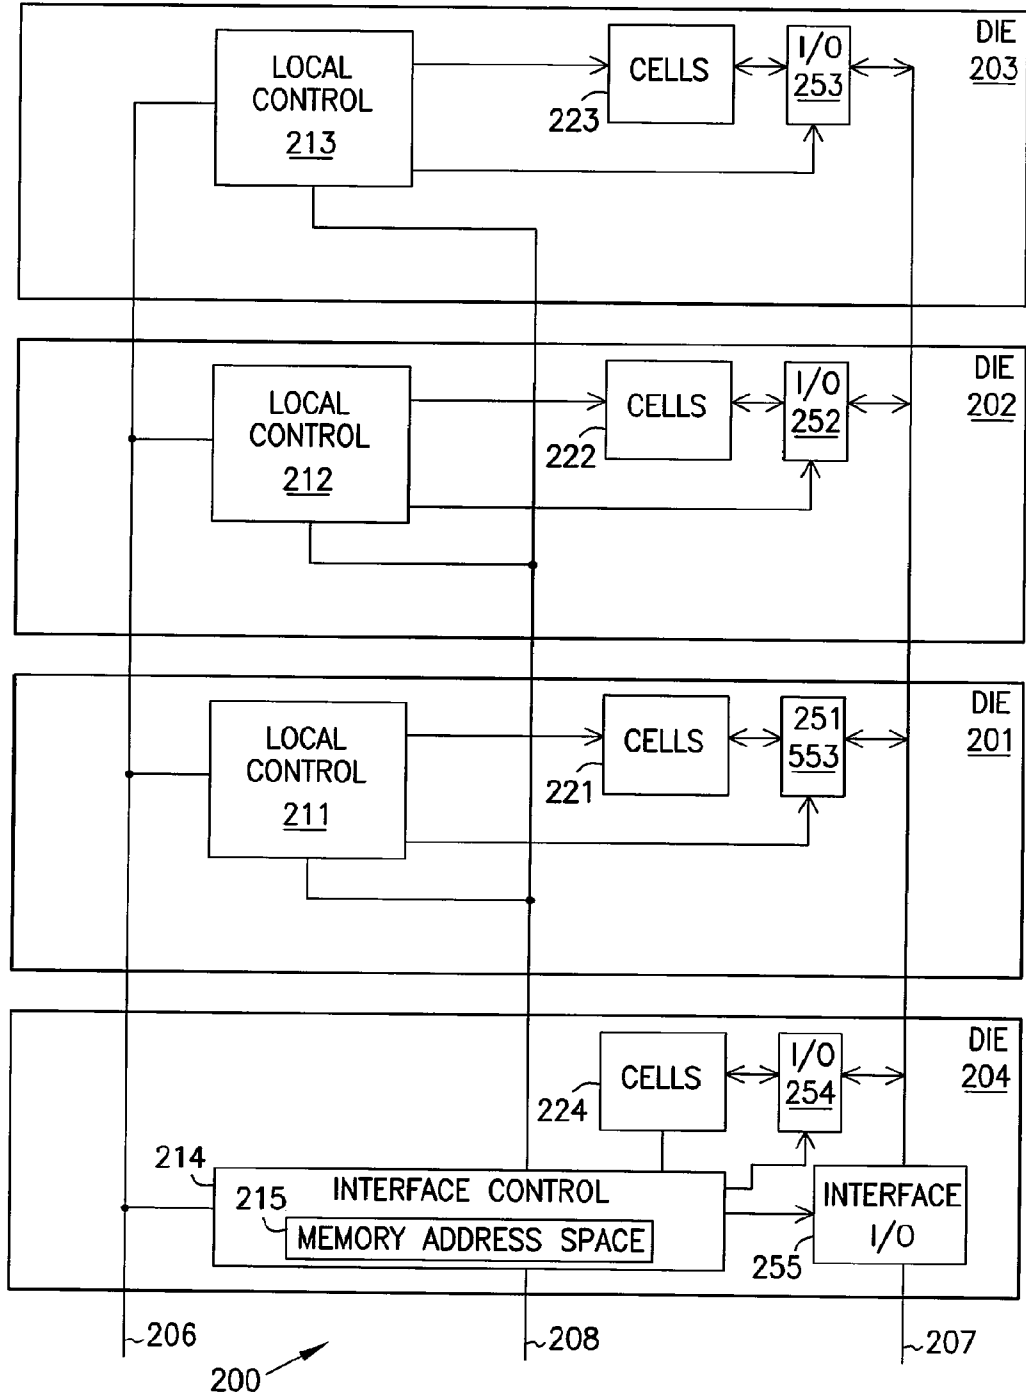 DIE
203
LOCAL
CONTROL
213
CELLS
223
I/O
253
DIE
202
LOCAL
CONTROL
212
CELLS
222
I/O
252
DIE
201
LOCAL
CONTROL
211
CELLS
221
251
553
DIE
204
CELLS
224
I/O
254
214
INTERFACE CONTROL
215
MEMORY ADDRESS SPACE
INTERFACE
I/O
255
206
208
207
200